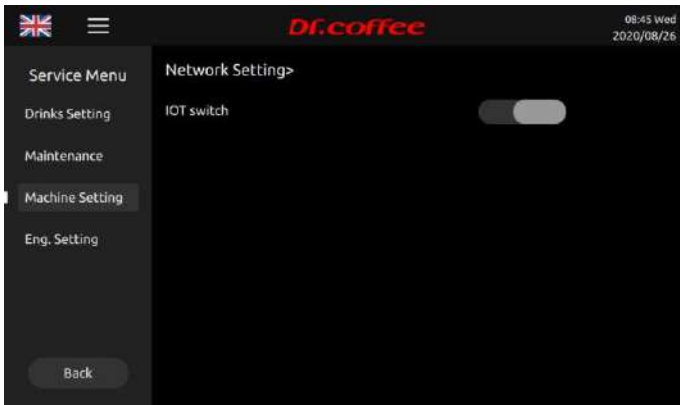 Dr.coffee
08:45 Wed
2020/08/26
Service Menu
Drinks Setting
Maintenance
Machine Setting
Eng. Setting
Back
Network Setting>
IOT switch